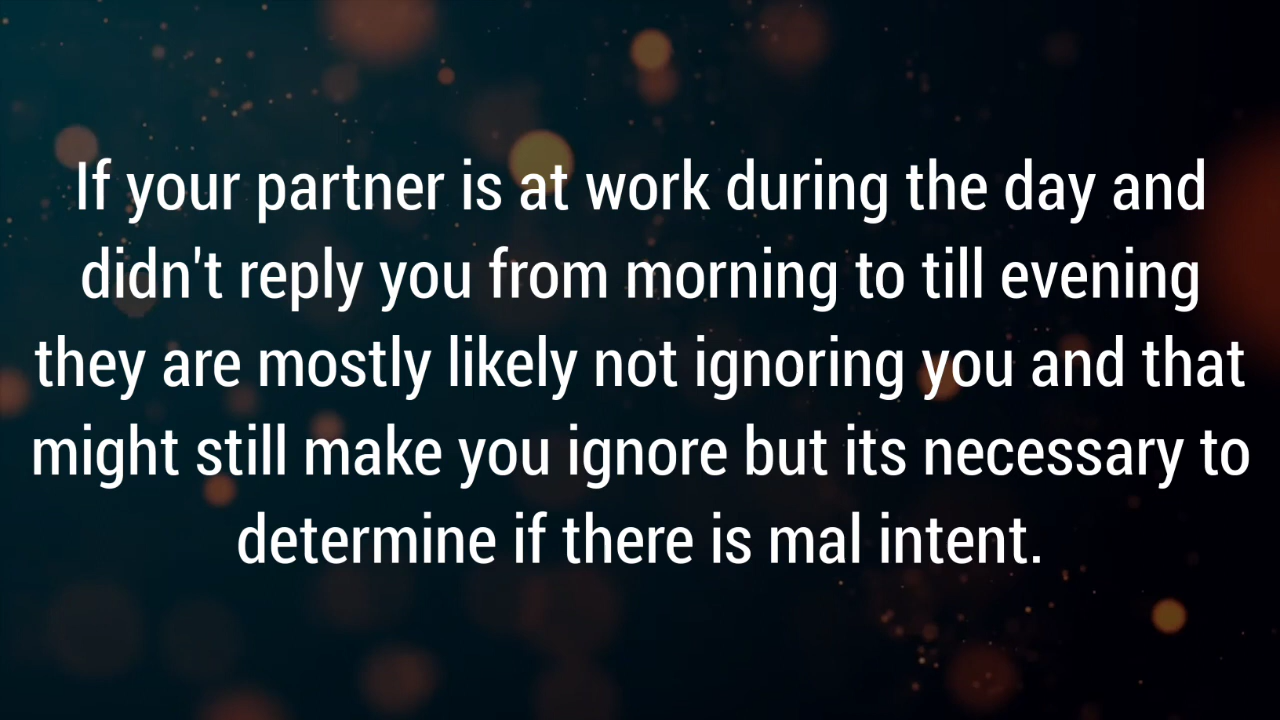 If your partner is at work during the day and
didn't reply you from morning to till evening
they are mostly likely not ignoring you and that
might still make you ignore but its necessary to
determine if there is mal intent.